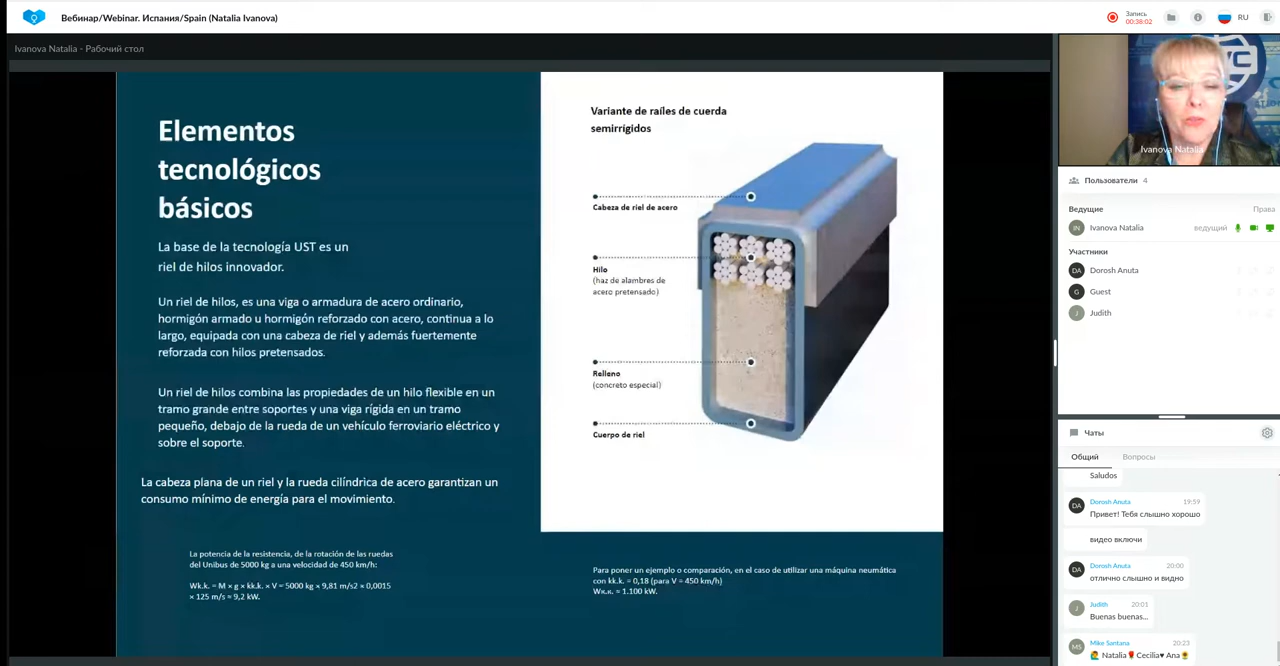 Вебинар/Webinar. Испания/Spain (Natalia Ivanova)
Запись
00:38:02
RU
Ivanova Natalia - Рабочий стол
Elementos
tecnológicos
básicos
La base de la tecnología UST es un
riel de hilos innovador.
Un riel de hilos, es una viga o armadura de acero ordinario,
hormigón armado u hormigón reforzado con acero, continua a lo
largo, equipada con una cabeza de riel y además fuertemente
reforzada con hilos pretensados.
Un riel de hilos combina las propiedades de un hilo flexible en un
tramo grande entre soportes y una viga rígida en un tramo
pequeño, debajo de la rueda de un vehículo ferroviario eléctrico y
sobre el soporte.
La cabeza plana de un riel y la rueda cilíndrica de acero garantizan un
consumo mínimo de energía para el movimiento.
La potencia de la resistencia, de la rotación de las ruedas
del Unibus de 5000 kg a una velocidad de 450 km/h:
Wk.k. = M × g × kk.k. × V = 5000 kg × 9,81 m/s2 × 0,0015
× 125 m/s = 9,2 kW.
Variante de raíles de cuerda
semirrígidos
Cabeza de riel de acero
Hilo
(haz de alambres de
acero pretensado)
Relleno
(concreto especial)
Cuerpo de riel
Para poner un ejemplo o comparación, en el caso de utilizar una máquina neumática
con kk.k. = 0,18 (para V = 450 km/h)
Wк.к. = 1.100 kW.
Ivanova Natalia
Пользователи 4
Ведущие Права
IN Ivanova Natalia ведущий
Участники
DA Dorosh Anuta
G Guest
J Judith
Чаты
Общий Вопросы
Saludos
DA Dorosh Anuta 19:59
Привет! Тебя слышно хорошо
видео включи
DA Dorosh Anuta 20:00
отлично слышно и видно
J Judith 20:01
Buenas buenas...
MS Mike Santana 20:23
🙋‍♂️ Natalia🌹Cecilia♥ Ana🌻